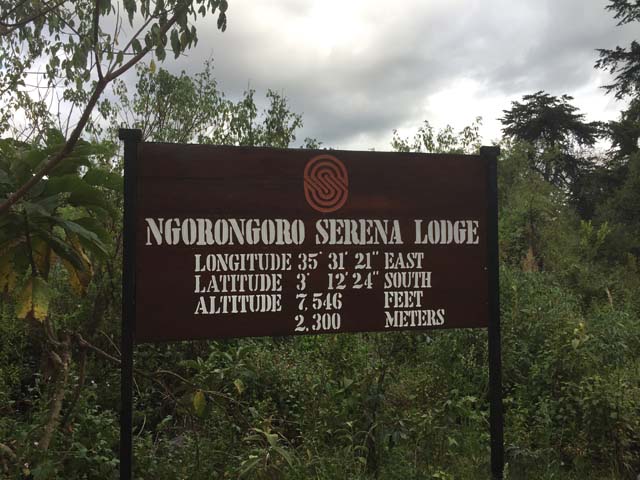 NGORONGORO SERENA LODGE
LONGITUDE 35° 31' 21" EAST
LATITUDE 3° 12' 24" SOUTH
ALTITUDE 7,546 FEET
2,300 METERS